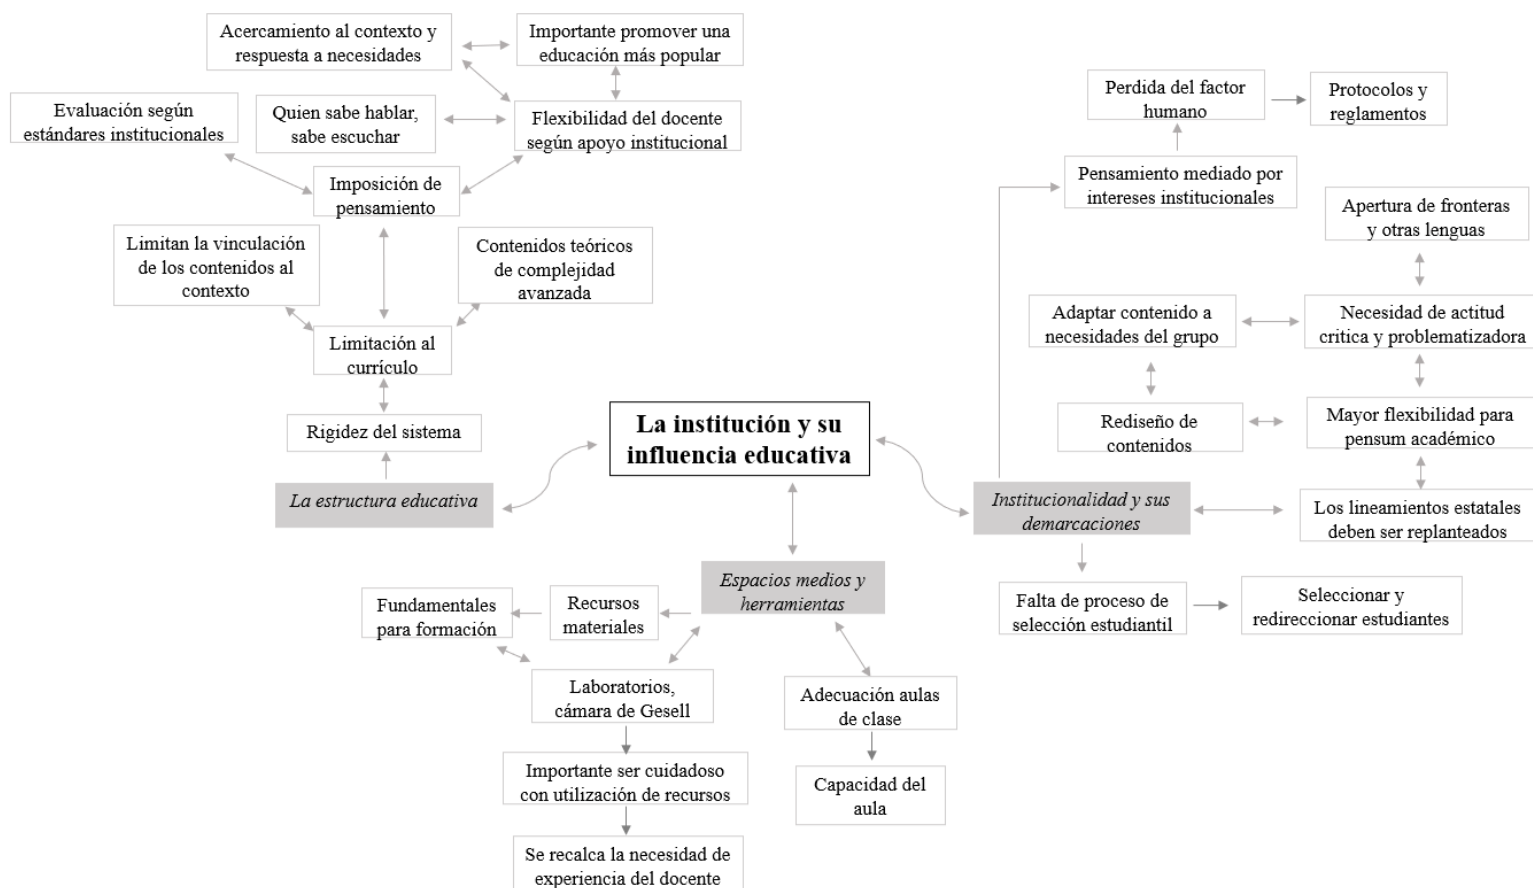 Acercamiento al contexto y
respuesta a necesidades
Importante promover una
educación más popular
Evaluación según
estándares institucionales
Quien sabe hablar,
sabe escuchar
Flexibilidad del docente
según apoyo institucional
Imposición de
pensamiento
Limitan la vinculación
de los contenidos al
contexto
Contenidos teóricos
de complejidad
avanzada
Limitación al
currículo
Rigidez del sistema
La estructura educativa
La institución y su
influencia educativa
Perdida del factor
humano
Protocolos y
reglamentos
Pensamiento mediado por
intereses institucionales
Apertura de fronteras
y otras lenguas
Adaptar contenido a
necesidades del grupo
Necesidad de actitud
critica y problematizadora
Rediseño de
contenidos
Mayor flexibilidad para
pensum académico
Institucionalidad y sus
demarcaciones
Los lineamientos estatales
deben ser replanteados
Falta de proceso de
selección estudiantil
Seleccionar y
redireccionar estudiantes
Espacios medios y
herramientas
Fundamentales
para formación
Recursos
materiales
Laboratorios,
cámara de Gesell
Adecuación aulas
de clase
Importante ser cuidadoso
con utilización de recursos
Capacidad del
aula
Se recalca la necesidad de
experiencia del docente